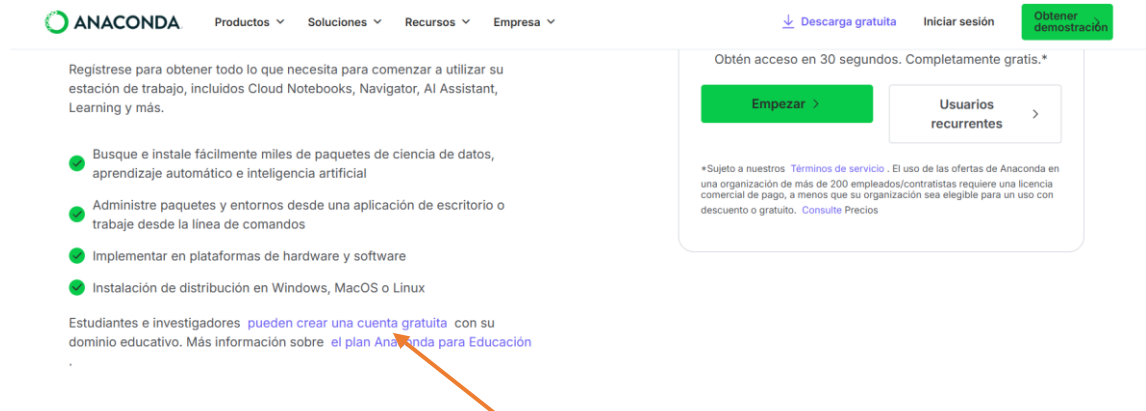 ANACONDA. Productos Soluciones Recursos Empresa Descarga gratuita Iniciar sesión Obtener
demostración
Regístrese para obtener todo lo que necesita para comenzar a utilizar su
estación de trabajo, incluidos Cloud Notebooks, Navigator, AI Assistant,
Learning y más.
Busque e instale fácilmente miles de paquetes de ciencia de datos,
aprendizaje automático e inteligencia artificial
Administre paquetes y entornos desde una aplicación de escritorio o
trabaje desde la línea de comandos
Implementar en plataformas de hardware y software
Instalación de distribución en Windows, MacOS o Linux
Estudiantes e investigadores pueden crear una cuenta gratuita con su
dominio educativo. Más información sobre el plan Anaconda para Educación
.
Obtén acceso en 30 segundos. Completamente gratis.*
Empezar
Usuarios
recurrentes
*Sujeto a nuestros Términos de servicio . El uso de las ofertas de Anaconda en
una organización de más de 200 empleados/contratistas requiere una licencia
comercial de pago, a menos que su organización sea elegible para un uso con
descuento o gratuito. Consulte Precios